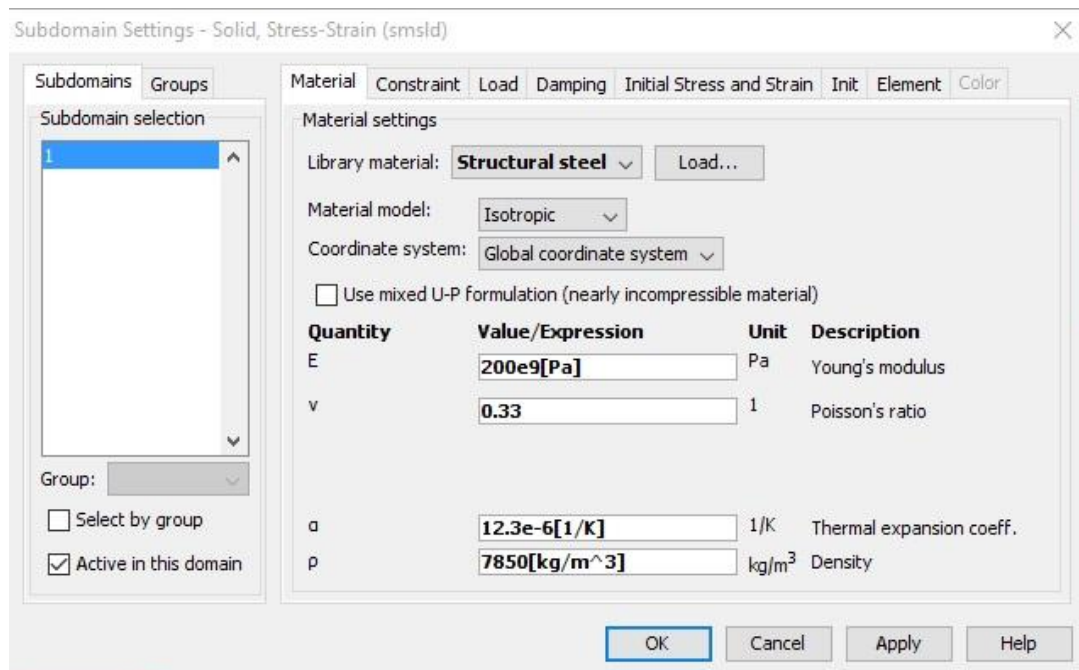 Subdomain Settings - Solid, Stress-Strain (smsld)
Subdomains Groups
Material Constraint Load Damping Initial Stress and Strain Init Element Color
Subdomain selection
1
Group:
Select by group
Active in this domain
Material settings
Library material: Structural steel Load...
Material model: Isotropic
Coordinate system: Global coordinate system
Use mixed U-P formulation (nearly incompressible material)
Quantity Value/Expression Unit Description
E 200e9[Pa] Pa Young's modulus
ν 0.33 1 Poisson's ratio
α 12.3e-6[1/K] 1/K Thermal expansion coeff.
ρ 7850[kg/m^3] kg/m³ Density
OK Cancel Apply Help